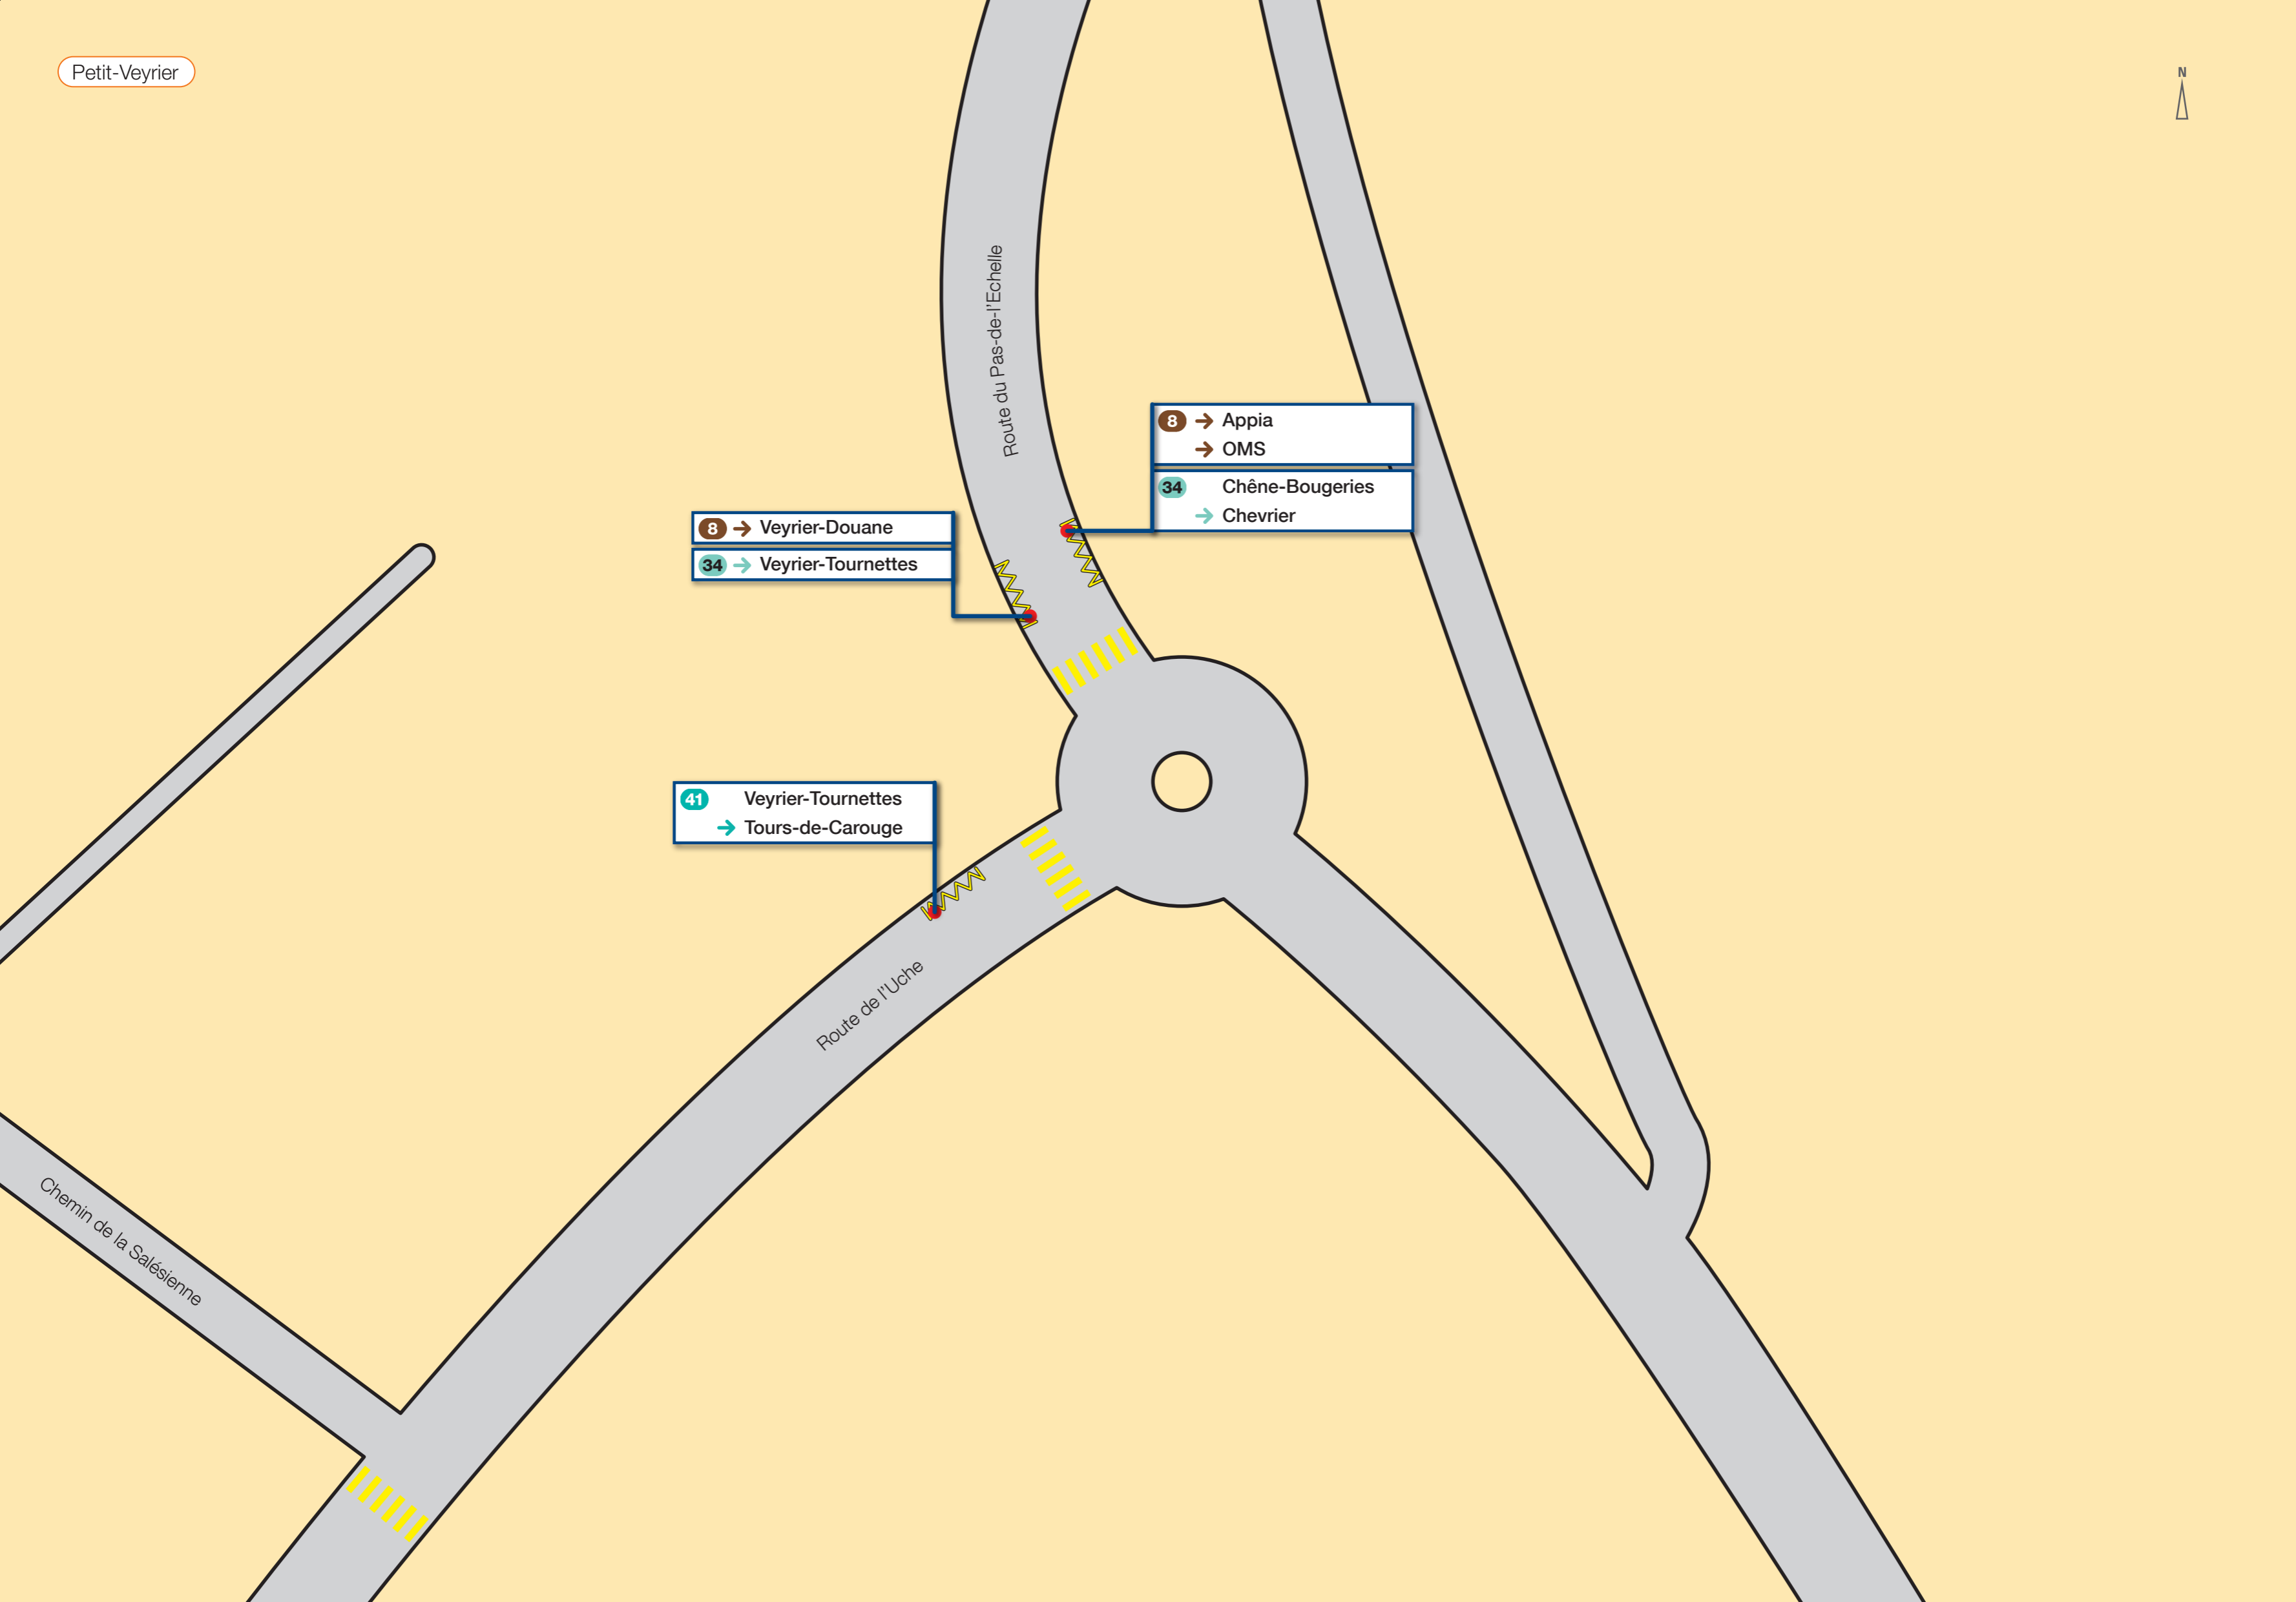 Petit-Veyrier
N
Route du Pas-de-l'Echelle
8 → Appia
→ OMS
34 Chêne-Bougeries
→ Chevrier
8 → Veyrier-Douane
34 → Veyrier-Tournettes
41 Veyrier-Tournettes
→ Tours-de-Carouge
Route de l'Uche
Chemin de la Salésienne